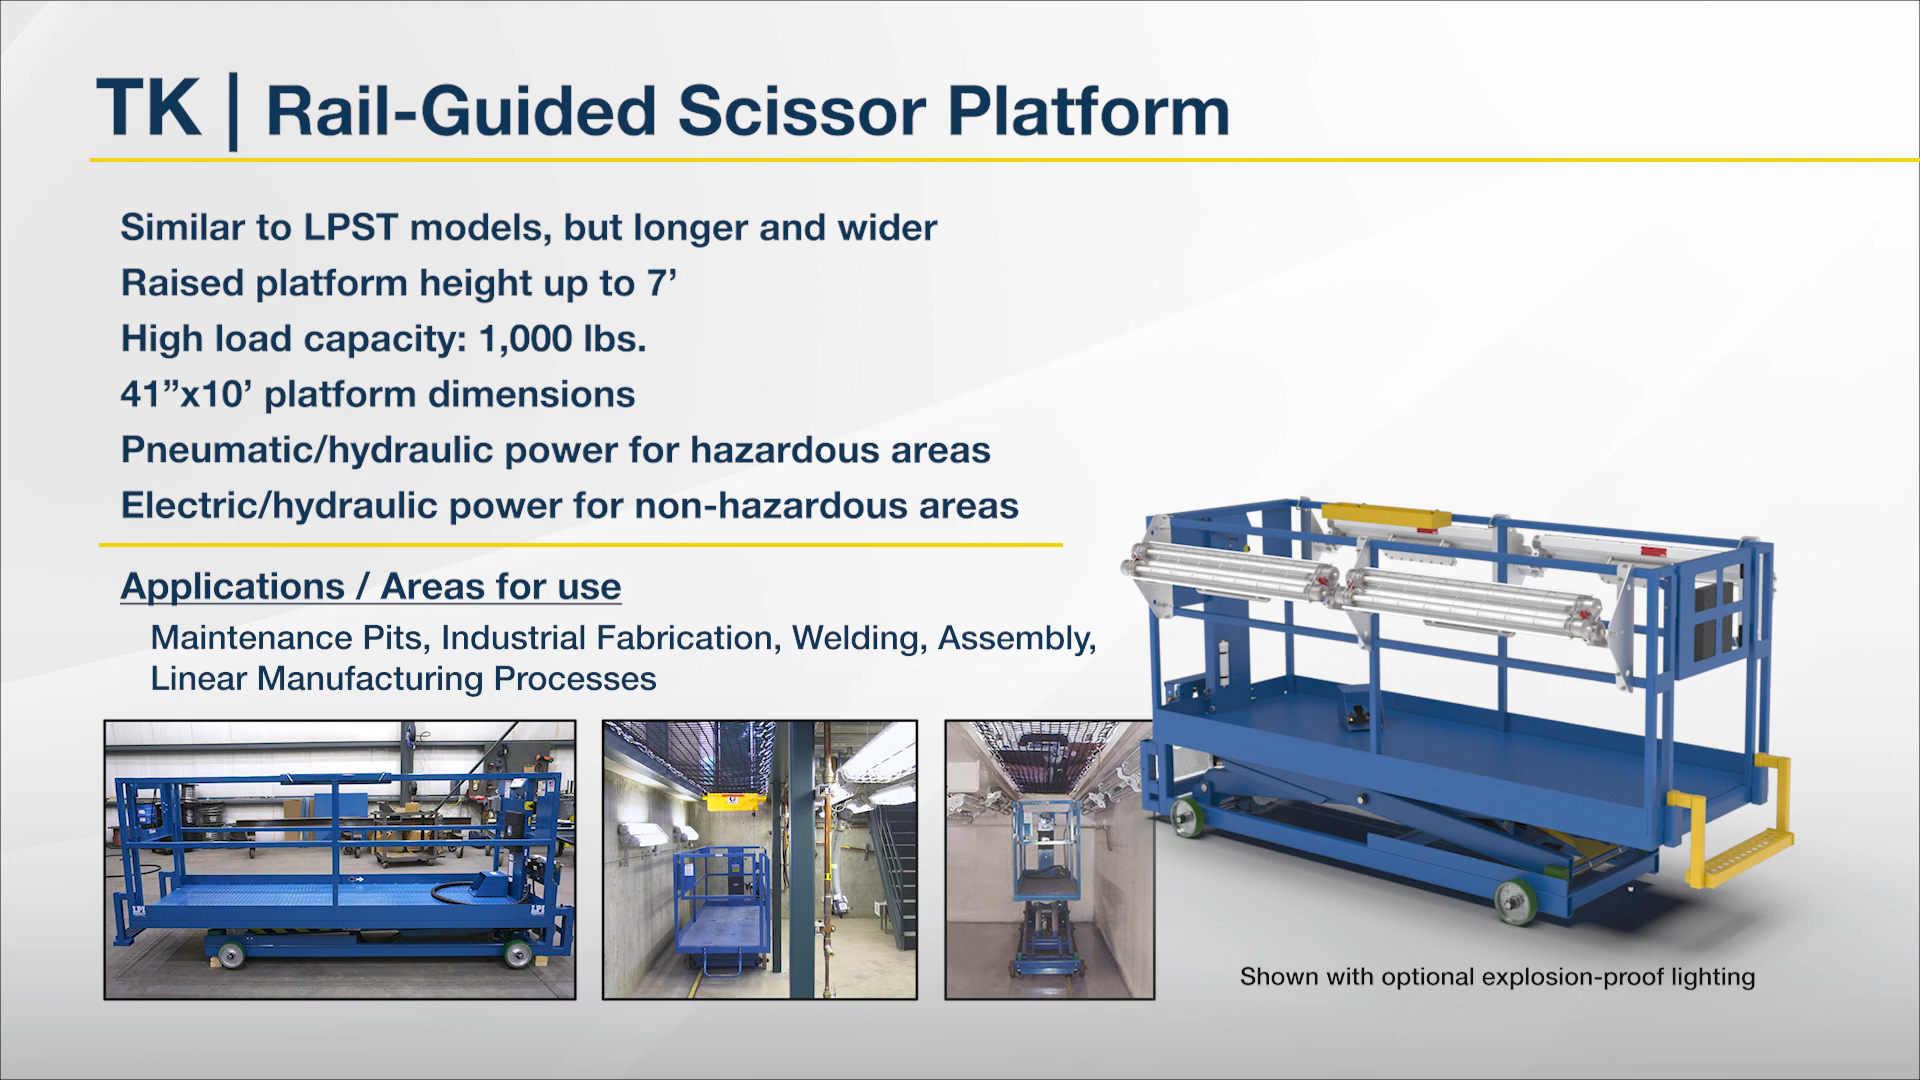 TK | Rail-Guided Scissor Platform
Similar to LPST models, but longer and wider
Raised platform height up to 7’
High load capacity: 1,000 lbs.
41”x10’ platform dimensions
Pneumatic/hydraulic power for hazardous areas
Electric/hydraulic power for non-hazardous areas
Applications / Areas for use
Maintenance Pits, Industrial Fabrication, Welding, Assembly,
Linear Manufacturing Processes
LPI
LPI
Shown with optional explosion-proof lighting